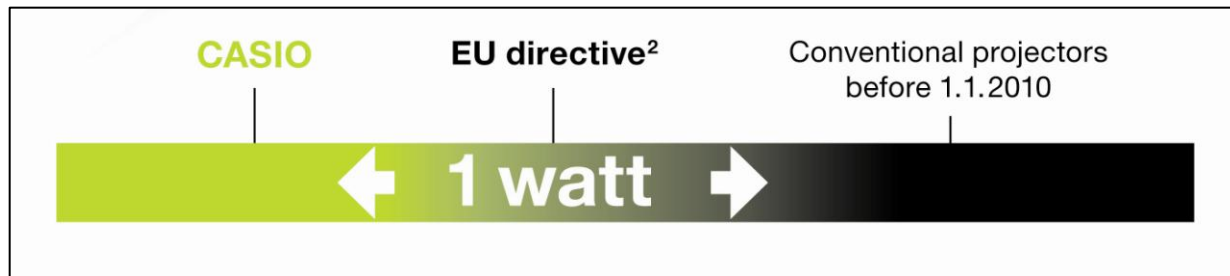 CASIO
EU directive²
Conventional projectors
before 1.1.2010
1 watt